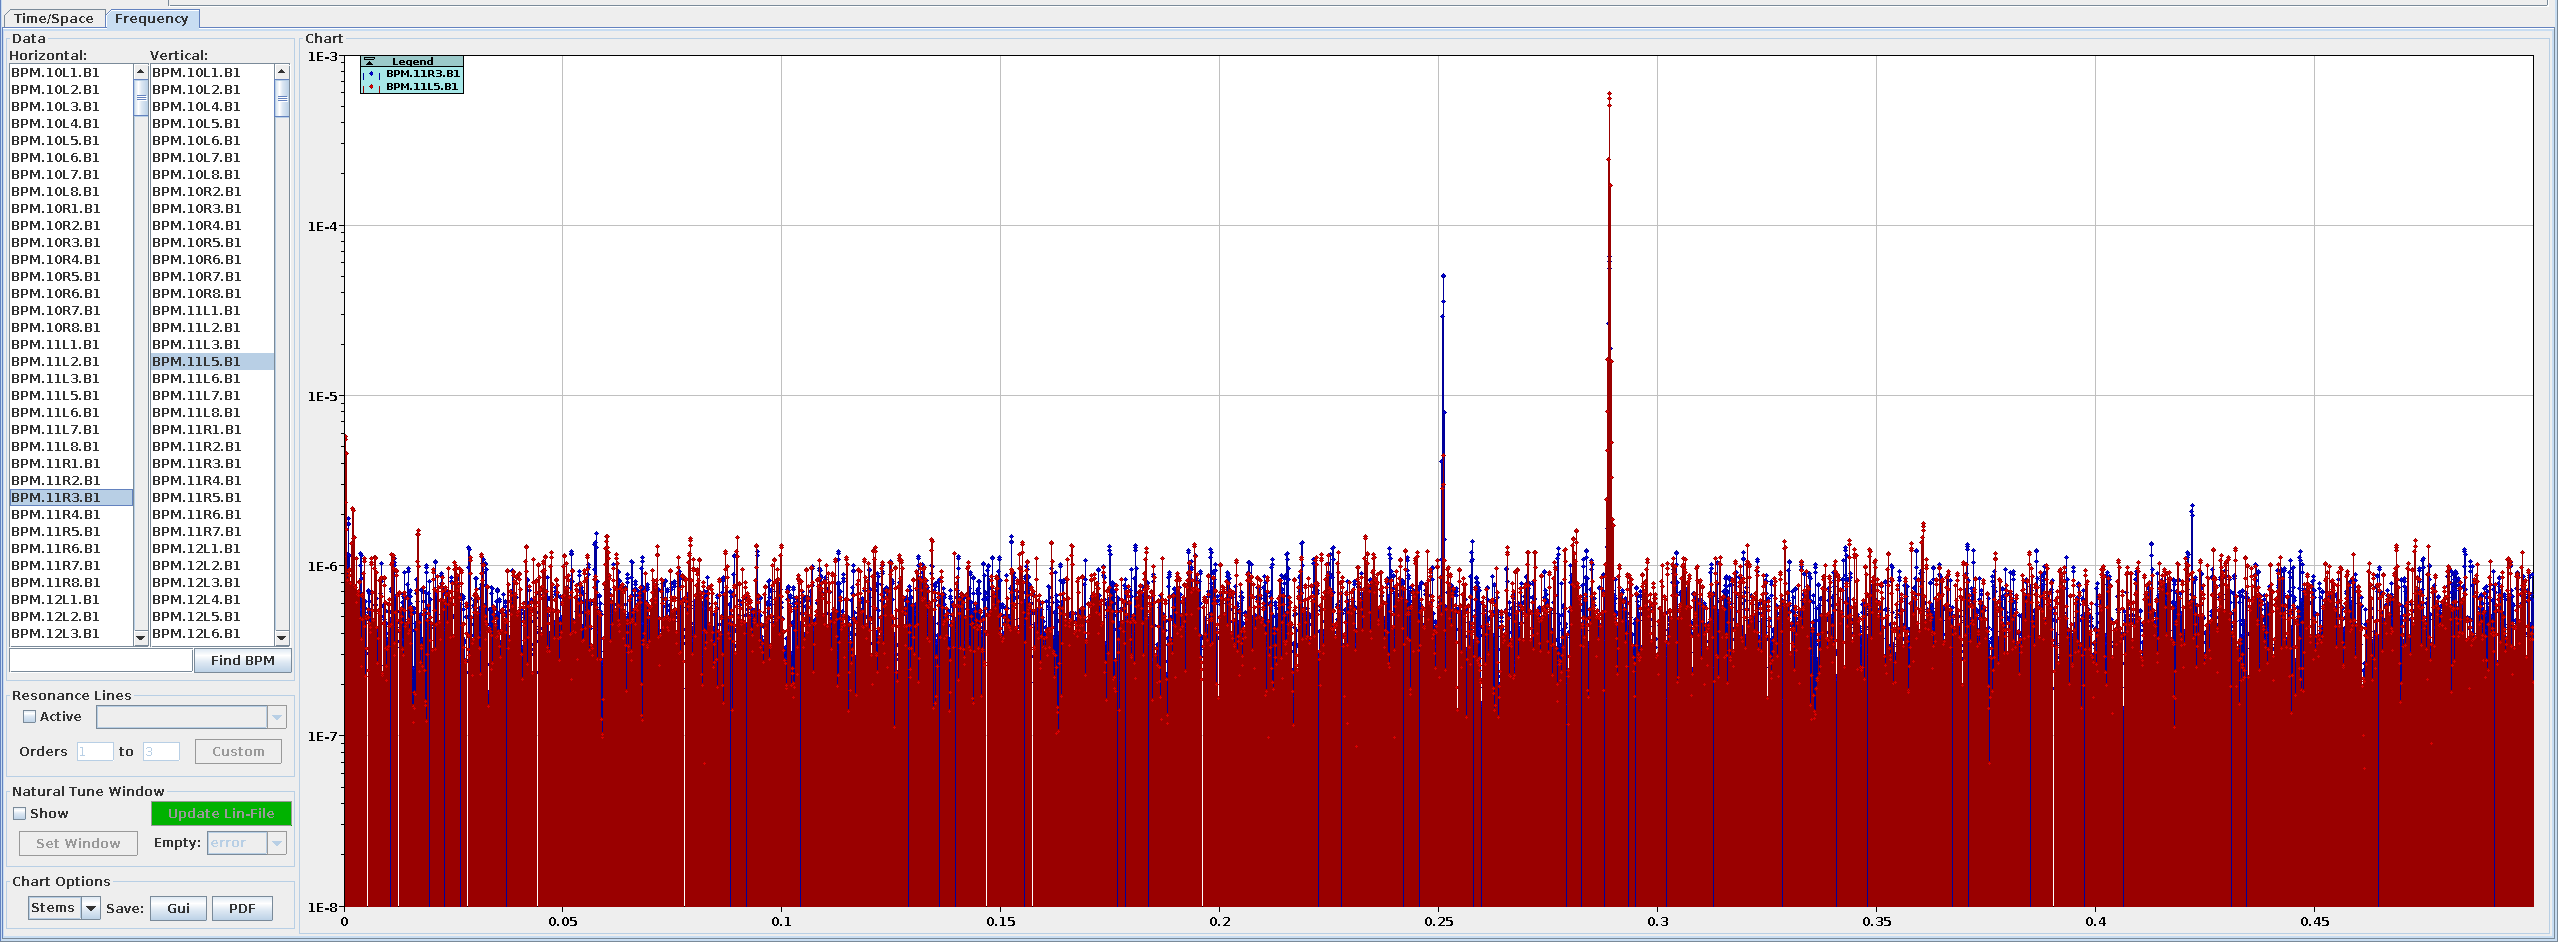 Time/Space Frequency
Data
Horizontal: Vertical:
BPM.10L1.B1 BPM.10L1.B1
BPM.10L2.B1 BPM.10L2.B1
BPM.10L3.B1 BPM.10L4.B1
BPM.10L4.B1 BPM.10L5.B1
BPM.10L5.B1 BPM.10L6.B1
BPM.10L6.B1 BPM.10L7.B1
BPM.10L7.B1 BPM.10L8.B1
BPM.10L8.B1 BPM.10R2.B1
BPM.10R1.B1 BPM.10R3.B1
BPM.10R2.B1 BPM.10R4.B1
BPM.10R3.B1 BPM.10R5.B1
BPM.10R4.B1 BPM.10R6.B1
BPM.10R5.B1 BPM.10R7.B1
BPM.10R6.B1 BPM.10R8.B1
BPM.10R7.B1 BPM.11L1.B1
BPM.10R8.B1 BPM.11L2.B1
BPM.11L1.B1 BPM.11L3.B1
BPM.11L2.B1 BPM.11L5.B1
BPM.11L3.B1 BPM.11L6.B1
BPM.11L5.B1 BPM.11L7.B1
BPM.11L6.B1 BPM.11L8.B1
BPM.11L7.B1 BPM.11R1.B1
BPM.11L8.B1 BPM.11R2.B1
BPM.11R1.B1 BPM.11R3.B1
BPM.11R2.B1 BPM.11R4.B1
BPM.11R3.B1 BPM.11R5.B1
BPM.11R4.B1 BPM.11R6.B1
BPM.11R5.B1 BPM.11R7.B1
BPM.11R6.B1 BPM.12L1.B1
BPM.11R7.B1 BPM.12L2.B1
BPM.11R8.B1 BPM.12L3.B1
BPM.12L1.B1 BPM.12L4.B1
BPM.12L2.B1 BPM.12L5.B1
BPM.12L3.B1 BPM.12L6.B1
Find BPM
Resonance Lines
Active
Orders 1 to 3 Custom
Natural Tune Window
Show Update Lin-File
Set Window Empty: error
Chart Options
Stems Save: Gui PDF
Chart
Legend
BPM.11R3.B1
BPM.11L5.B1
1E-3
1E-4
1E-5
1E-6
1E-7
1E-8
0 0.05 0.1 0.15 0.2 0.25 0.3 0.35 0.4 0.45